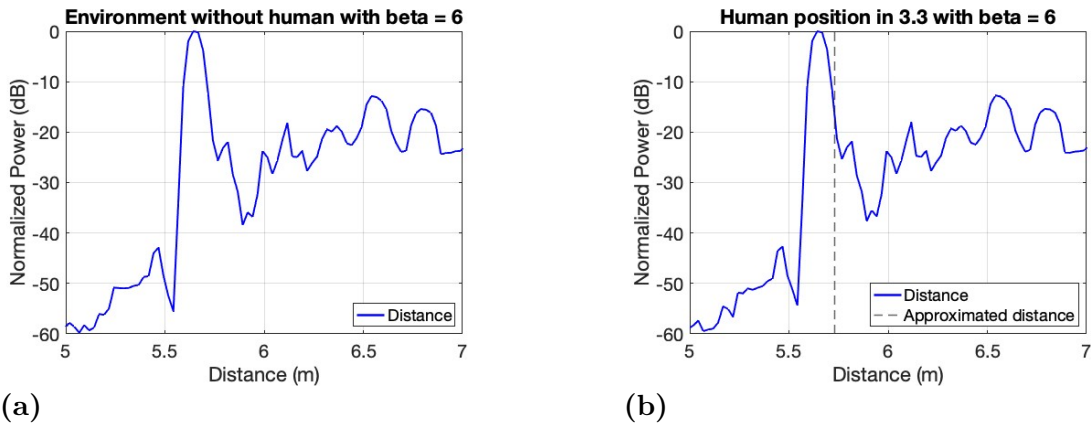 Environment without human with beta = 6
0
-10
-20
-30
-40
-50
-60
Normalized Power (dB)
5
5.5
6
6.5
7
Distance (m)
Distance
(a)
Human position in 3.3 with beta = 6
0
-10
-20
-30
-40
-50
-60
Normalized Power (dB)
5
5.5
6
6.5
7
Distance (m)
Distance
Approximated distance
(b)